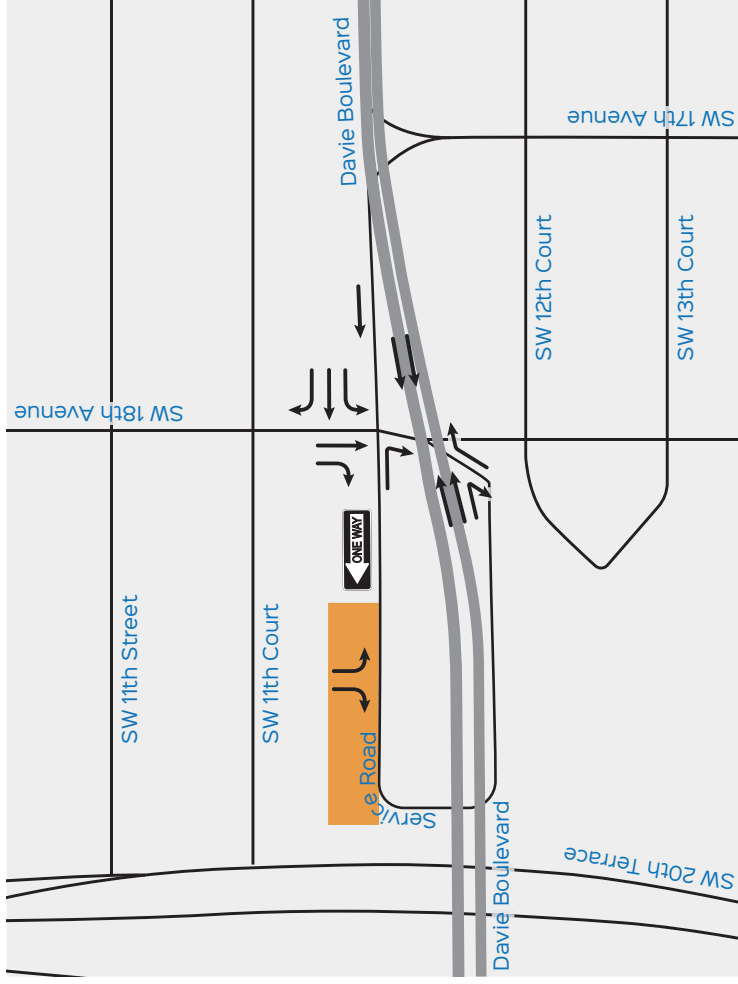 Davie Boulevard
SW 17th Avenue
SW 12th Court
SW 13th Court
SW 18th Avenue
ONE WAY
SW 11th Street
SW 11th Court
Service Road
SW 20th Terrace
Davie Boulevard